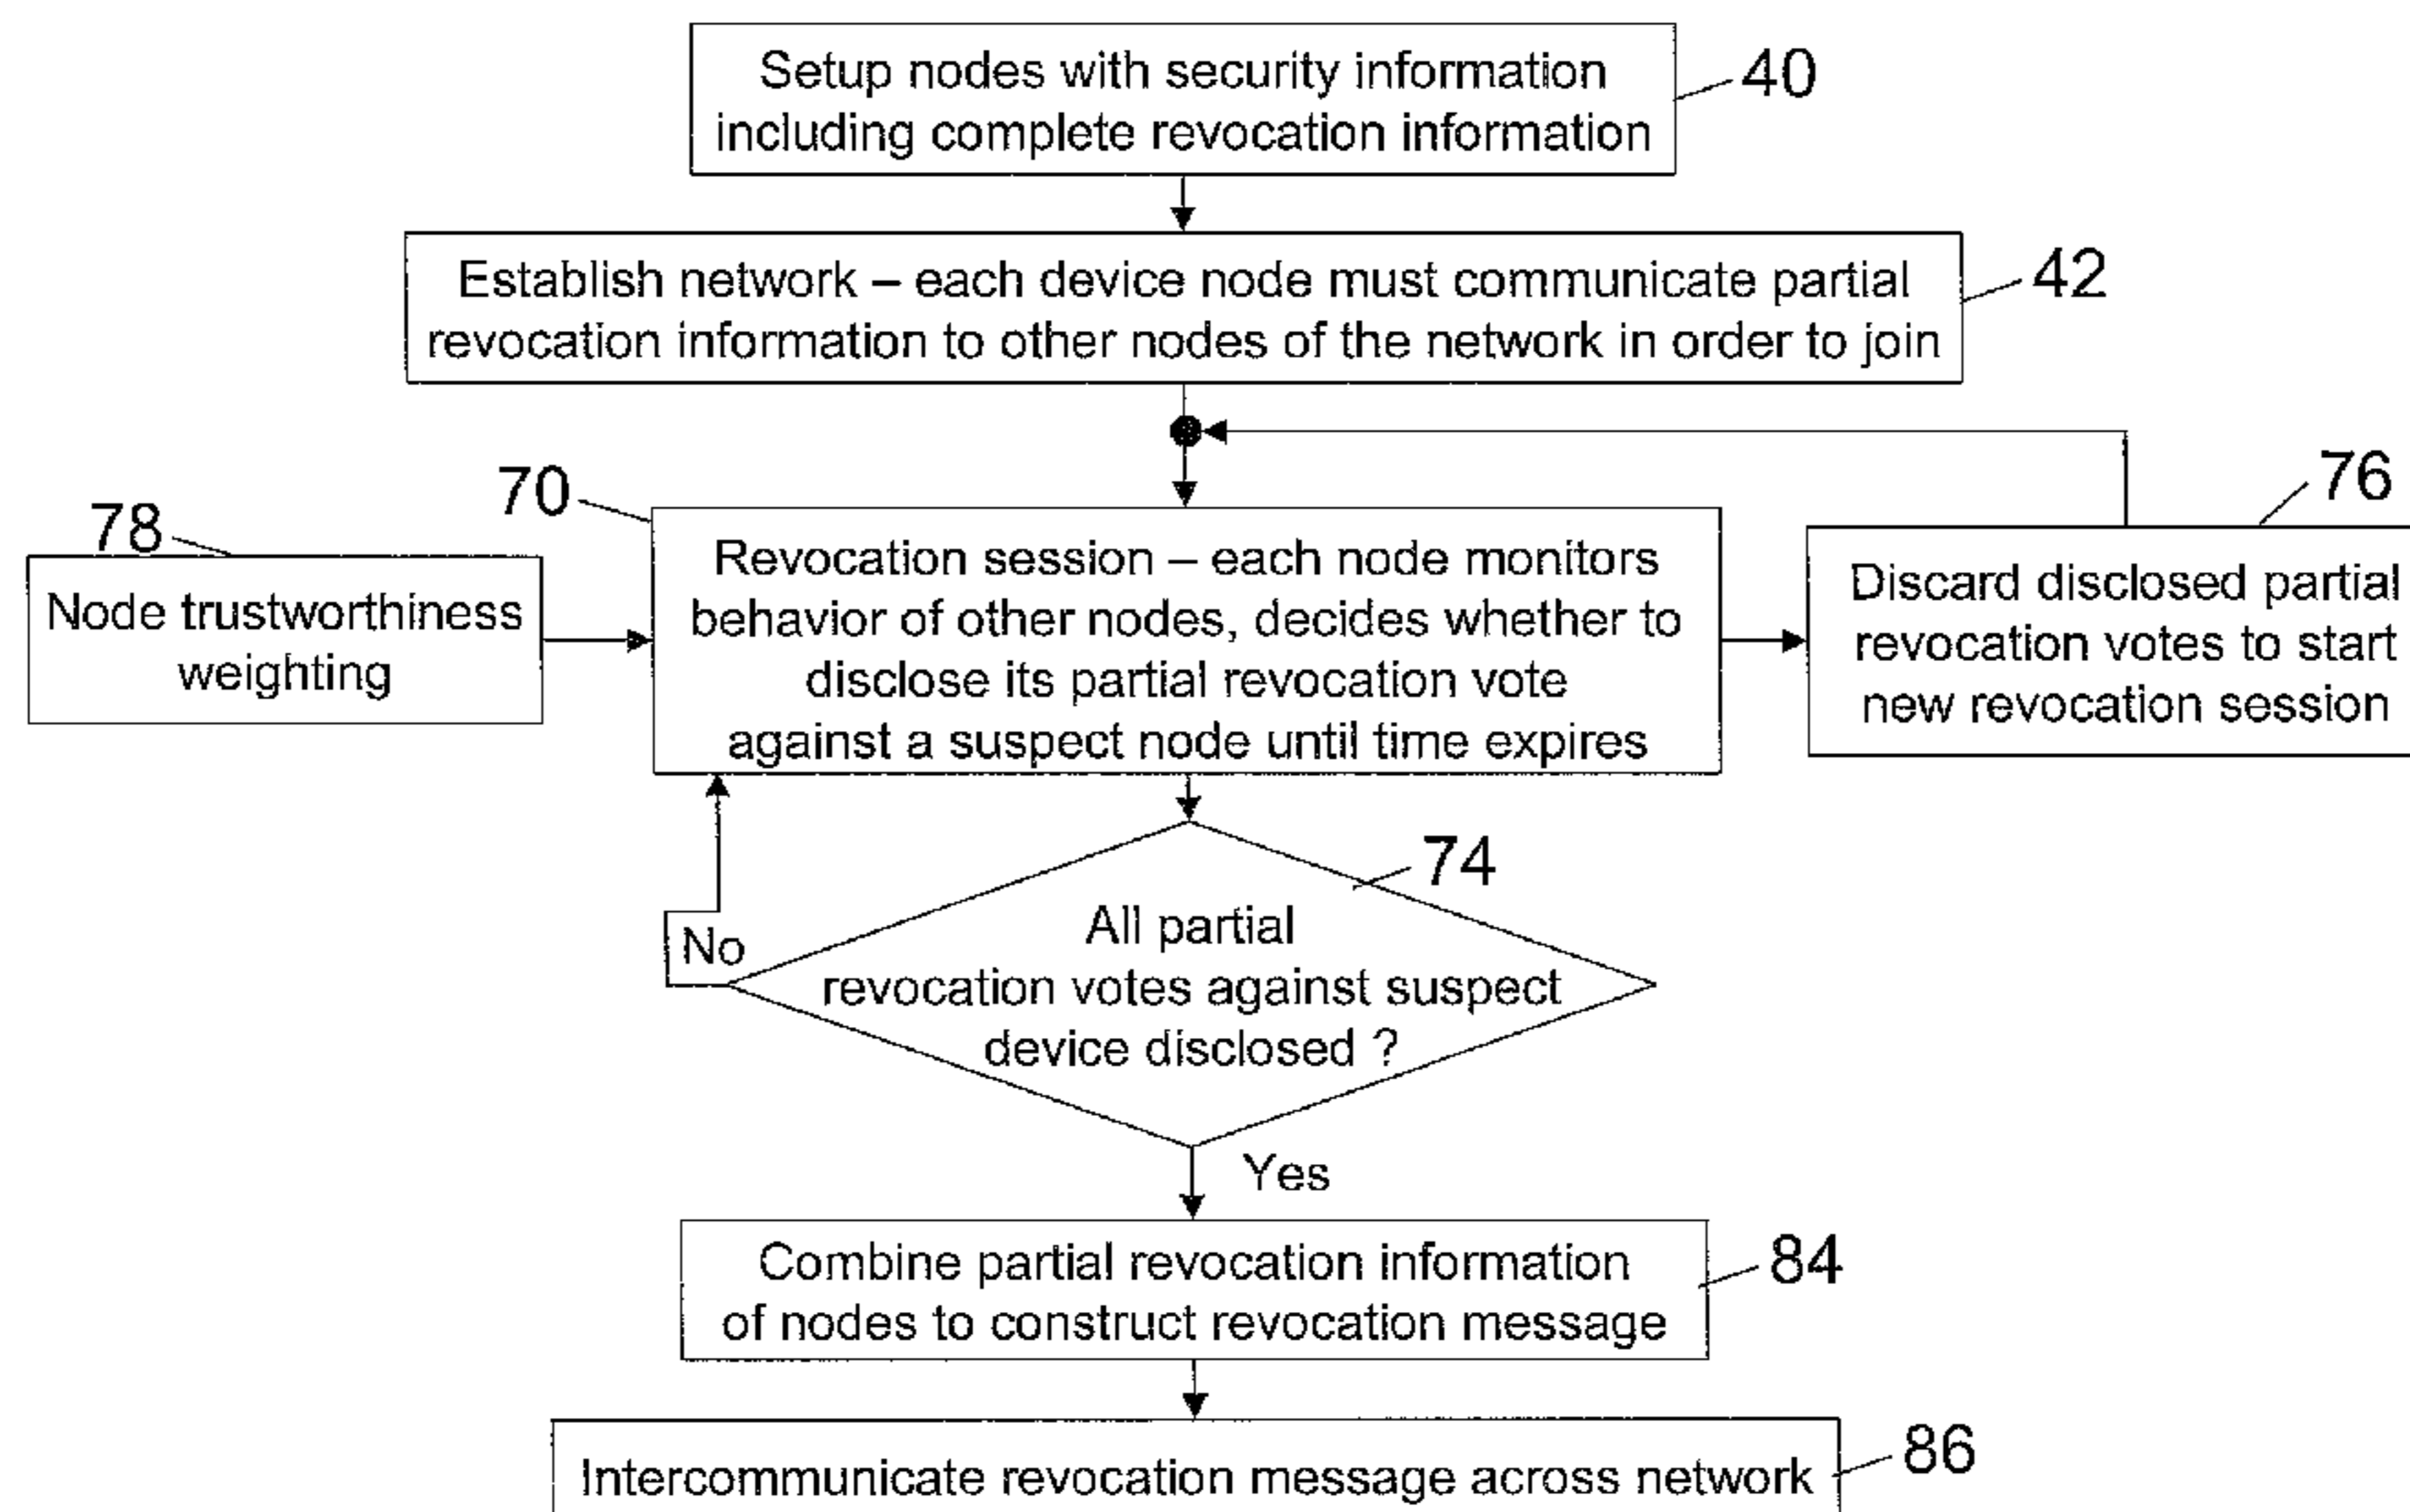 Setup nodes with security information
including complete revocation information
40
Establish network – each device node must communicate partial
revocation information to other nodes of the network in order to join
42
78
Node trustworthiness
weighting
70
Revocation session – each node monitors
behavior of other nodes, decides whether to
disclose its partial revocation vote
against a suspect node until time expires
76
Discard disclosed partial
revocation votes to start
new revocation session
74
All partial
revocation votes against suspect
device disclosed ?
No
Yes
Combine partial revocation information
of nodes to construct revocation message
84
Intercommunicate revocation message across network
86